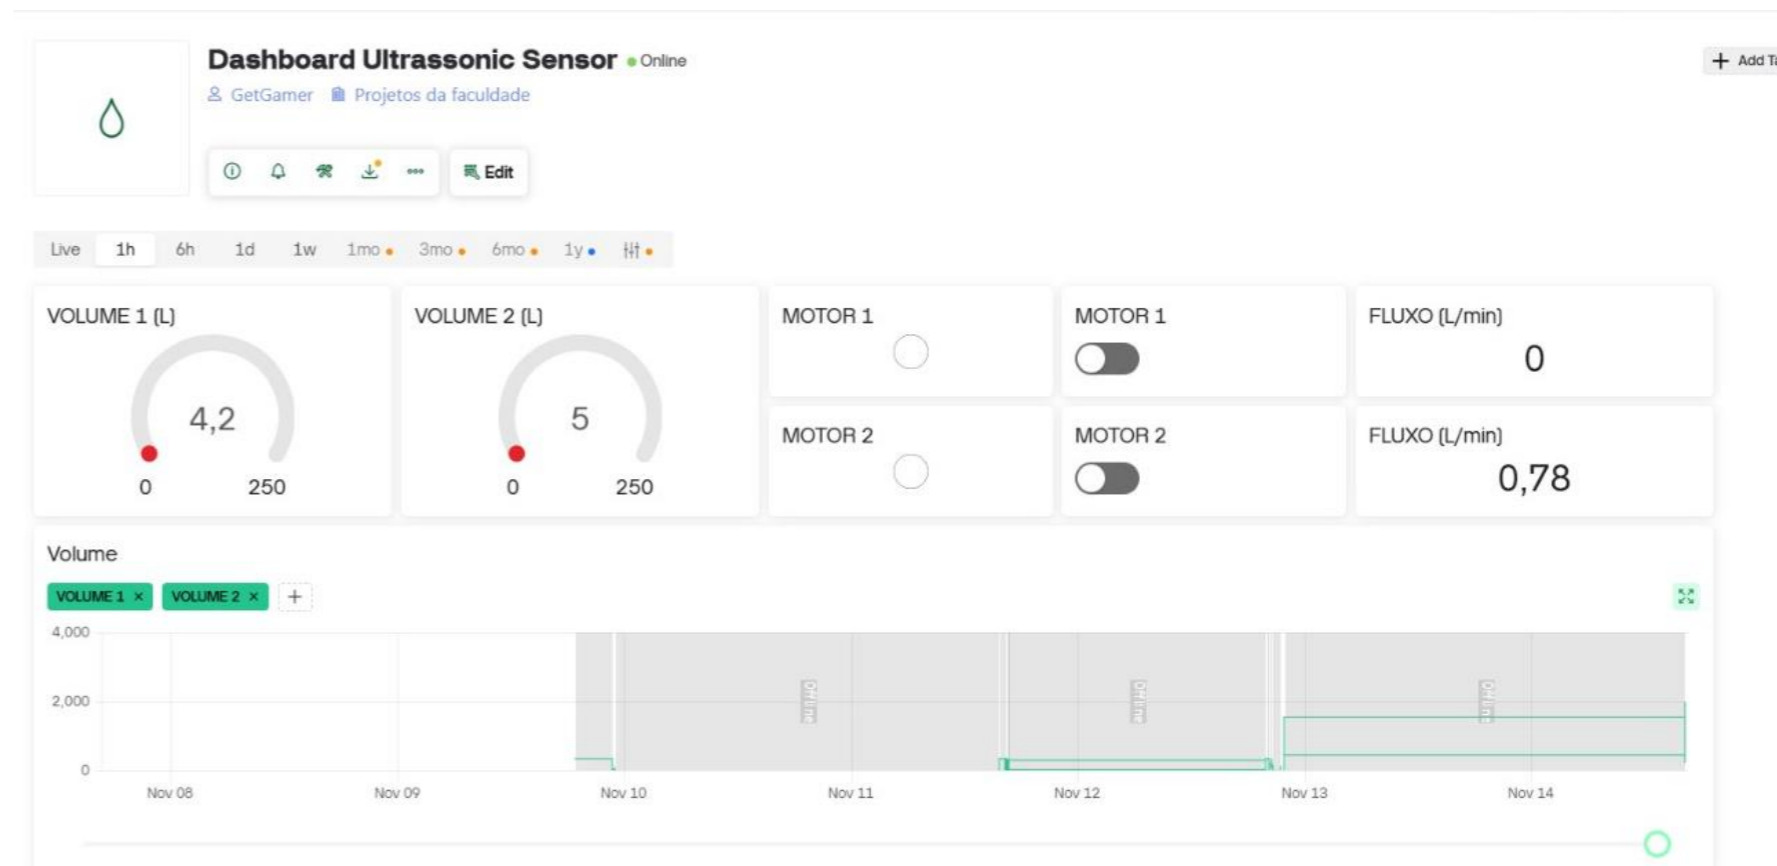 Dashboard Ultrassonic Sensor Online
GetGamer Projetos da faculdade
+ Add Ta
Edit
Live 1h 6h 1d 1w 1mo 3mo 6mo 1y
VOLUME 1 (L)
4,2
0 250
VOLUME 2 (L)
5
0 250
MOTOR 1
MOTOR 1
FLUXO (L/min)
0
MOTOR 2
MOTOR 2
FLUXO (L/min)
0,78
Volume
VOLUME 1 × VOLUME 2 × +
4,000
2,000
0
Offline
Offline
Offline
Nov 08 Nov 09 Nov 10 Nov 11 Nov 12 Nov 13 Nov 14